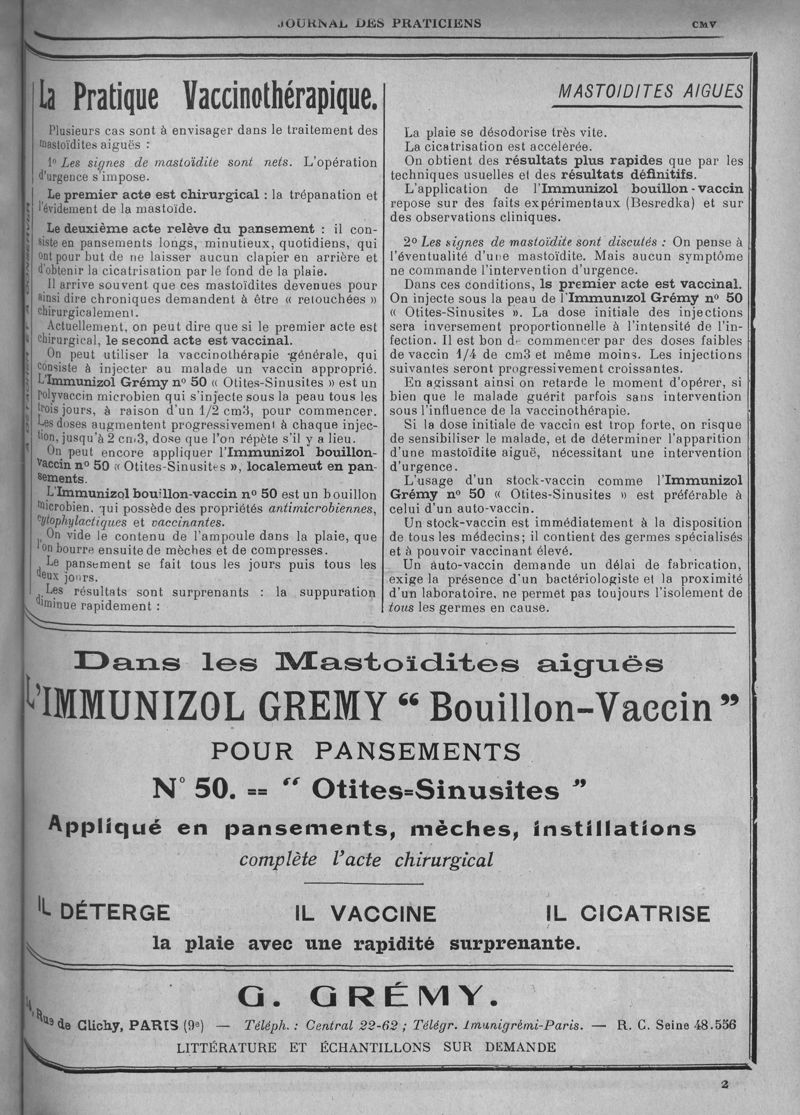 JOURNAL DES PRATICIENS
CMV
La Pratique Vaccinothérapique.
Plusieurs cas sont à envisager dans le traitement des
mastoïdites aiguës :
1º Les signes de mastoïdite sont nets. L'opération
d'urgence s'impose.
Le premier acte est chirurgical : la trépanation et
l'évidement de la mastoïde.
Le deuxième acte relève du pansement : il con-
siste en pansements longs, minutieux, quotidiens, qui
ont pour but de ne laisser aucun clapier en arrière et
d'obtenir la cicatrisation par le fond de la plaie.
Il arrive souvent que ces mastoïdites devenues pour
ainsi dire chroniques demandent à être « retouchées »
chirurgicalement.
Actuellement, on peut dire que si le premier acte est
chirurgical, le second acte est vaccinal.
On peut utiliser la vaccinothérapie générale, qui
consiste à injecter au malade un vaccin approprié.
L'Immunizol Grémy nº 50 « Otites-Sinusites » est un
polyvaccin microbien qui s'injecte sous la peau tous les
trois jours, à raison d'un 1/2 cm3, pour commencer.
Les doses augmentent progressivement à chaque injec-
tion, jusqu'à 2 cm3, dose que l'on répète s'il y a lieu.
On peut encore appliquer l'Immunizol bouillon-
vaccin nº 50 « Otites-Sinusites », localemeut en pan-
sements.
L'Immunizol bouillon-vaccin nº 50 est un bouillon
microbien, qui possède des propriétés antimicrobiennes,
cytophylactiques et vaccinantes.
On vide le contenu de l'ampoule dans la plaie, que
l'on bourre ensuite de mèches et de compresses.
Le pansement se fait tous les jours puis tous les
deux jours.
Les résultats sont surprenants : la suppuration
diminue rapidement :
MASTOIDITES AIGUES
La plaie se désodorise très vite.
La cicatrisation est accélérée.
On obtient des résultats plus rapides que par les
techniques usuelles et des résultats définitifs.
L'application de l'Immunizol bouillon-vaccin
repose sur des faits expérimentaux (Besredka) et sur
des observations cliniques.
2º Les signes de mastoïdite sont discutés : On pense à
l'éventualité d'une mastoïdite. Mais aucun symptôme
ne commande l'intervention d'urgence.
Dans ces conditions, ls premier acte est vaccinal.
On injecte sous la peau de l'Immunizol Grémy nº 50
« Otites-Sinusites ». La dose initiale des injections
sera inversement proportionnelle à l'intensité de l'in-
fection. Il est bon de commencer par des doses faibles
de vaccin 1/4 de cm3 et même moins. Les injections
suivantes seront progressivement croissantes.
En agissant ainsi on retarde le moment d'opérer, si
bien que le malade guérit parfois sans intervention
sous l'influence de la vaccinothérapie.
Si la dose initiale de vaccin est trop forte, on risque
de sensibiliser le malade, et de déterminer l'apparition
d'une mastoïdite aiguë, nécessitant une intervention
d'urgence.
L'usage d'un stock-vaccin comme l'Immunizol
Grémy nº 50 « Otites-Sinusites » est préférable à
celui d'un auto-vaccin.
Un stock-vaccin est immédiatement à la disposition
de tous les médecins; il contient des germes spécialisés
et à pouvoir vaccinant élevé.
Un auto-vaccin demande un délai de fabrication,
exige la présence d'un bactériologiste et la proximité
d'un laboratoire, ne permet pas toujours l'isolement de
tous les germes en cause.
Dans les Mastoïdites aiguës
L'IMMUNIZOL GREMY “ Bouillon-Vaccin ”
POUR PANSEMENTS
Nº 50. == “ Otites=Sinusites ”
Appliqué en pansements, mèches, instillations
complète l'acte chirurgical
IL DÉTERGE IL VACCINE IL CICATRISE
la plaie avec une rapidité surprenante.
G. GRÉMY.
Rue de Clichy, PARIS (9e) — Téléph. : Central 22-62 ; Télégr. Imunigrémi-Paris. — R. C. Seine 48.556
LITTÉRATURE ET ÉCHANTILLONS SUR DEMANDE
2